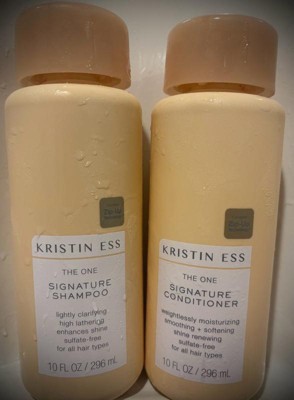 KRISTIN ESS
THE ONE
SIGNATURE
SHAMPOO
lightly clarifying
high lathering
enhances shine
sulfate-free
for all hair types
10 FL OZ / 296 mL
KRISTIN ESS
THE ONE
SIGNATURE
CONDITIONER
weightlessly moisturizing
smoothing + softening
shine renewing
sulfate-free
for all hair types
10 FL OZ / 296 mL